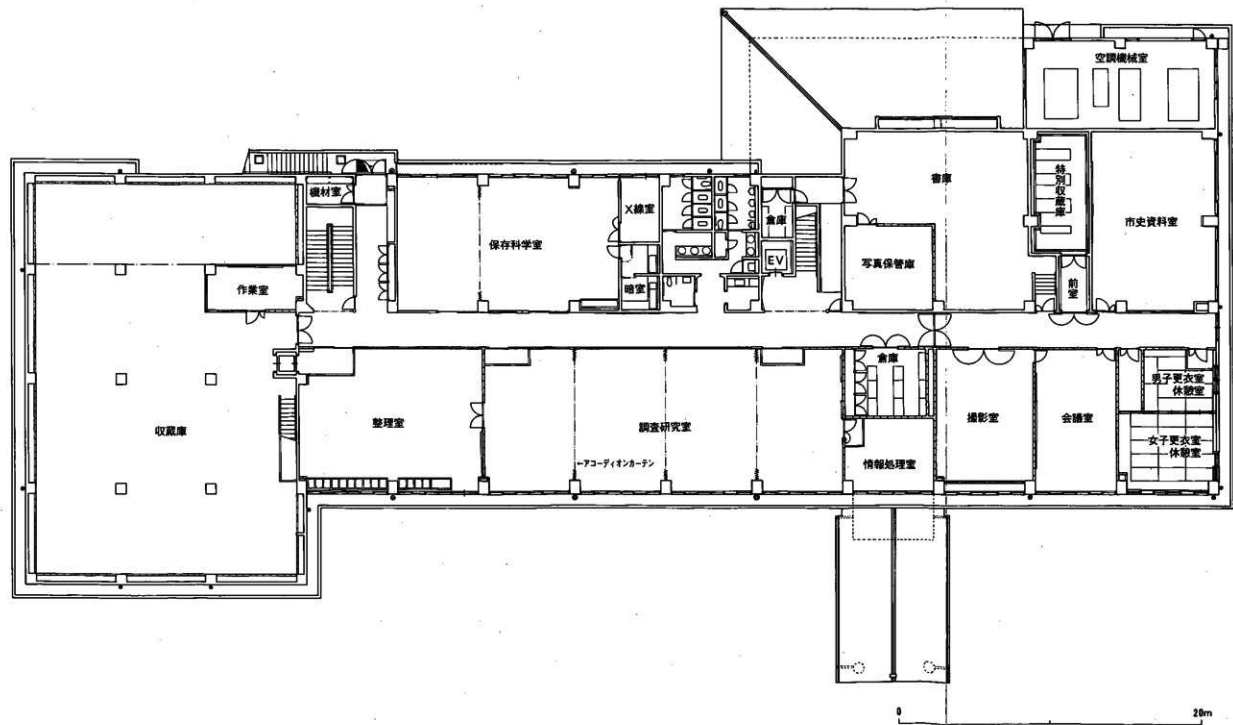 空調機械室
機材室
X線室
倉庫
書庫
特別収蔵庫
市史資料室
保存科学室
EV
写真保管庫
暗室
作業室
前室
倉庫
男子更衣室
休憩室
収蔵庫
整理室
調査研究室
撮影室
会議室
女子更衣室
休憩室
←アコーディオンカーテン
情報処理室
0 20m